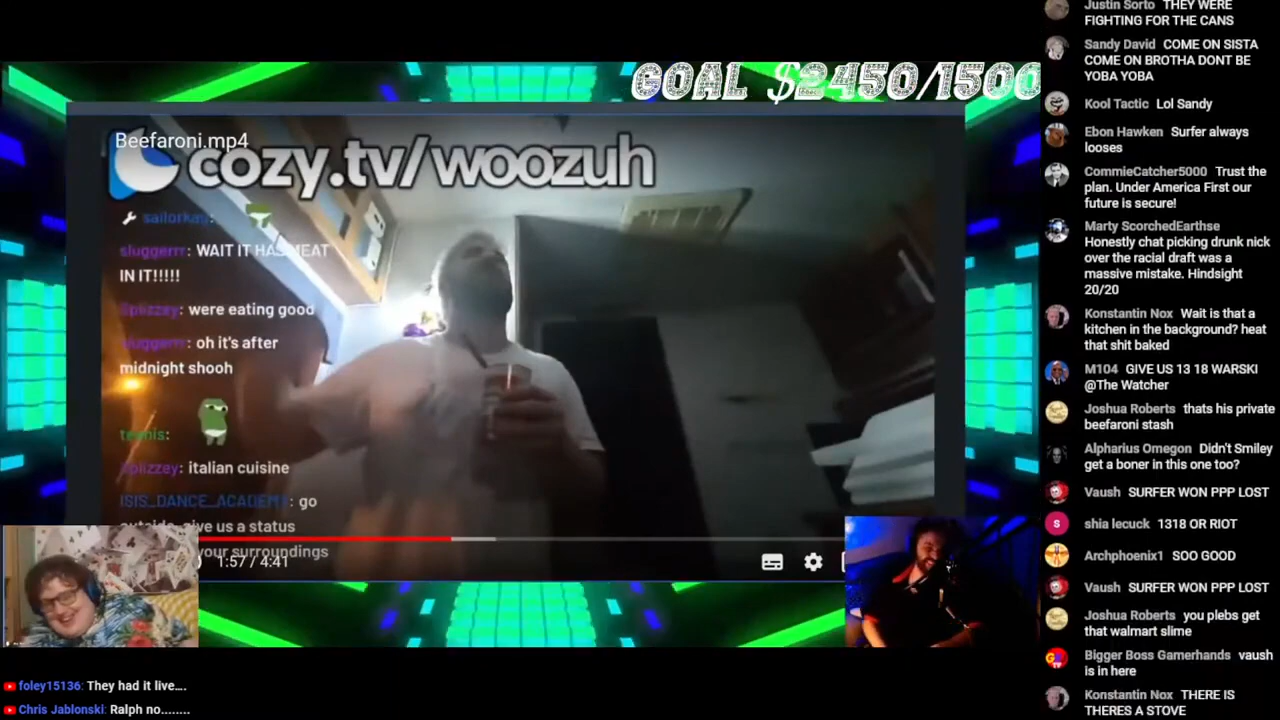 GOAL $2450/1500
Beefaroni.mp4
cozy.tv/woozuh
sailorkay:
sluggerrr: WAIT IT HAS MEAT
IN IT!!!!!
were eating good
sluggerrr: oh it's after
midnight shooh
italian cuisine
ISIS_DANCE_ACADEMY: go
outside, give us a status
your surroundings
1:57 / 4:41
foley15136: They had it live....
Chris Jablonski: Ralph no........
Justin Sorto THEY WERE
FIGHTING FOR THE CANS
Sandy David COME ON SISTA
COME ON BROTHA DONT BE
YOBA YOBA
Kool Tactic Lol Sandy
Ebon Hawken Surfer always
looses
CommieCatcher5000 Trust the
plan. Under America First our
future is secure!
Marty ScorchedEarthse
Honestly chat picking drunk nick
over the racial draft was a
massive mistake. Hindsight
20/20
Konstantin Nox Wait is that a
kitchen in the background? heat
that shit baked
M104 GIVE US 13 18 WARSKI
@The Watcher
Joshua Roberts thats his private
beefaroni stash
Alpharius Omegon Didn't Smiley
get a boner in this one too?
Vaush SURFER WON PPP LOST
shia lecuck 1318 OR RIOT
Archphoenix1 SOO GOOD
Vaush SURFER WON PPP LOST
Joshua Roberts you plebs get
that walmart slime
Bigger Boss Gamerhands vaush
is in here
Konstantin Nox THERE IS
THERES A STOVE